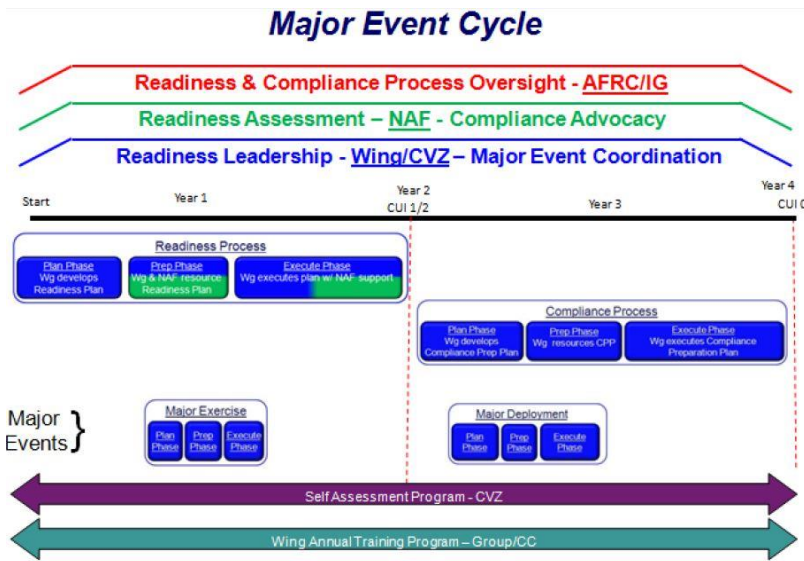 Major Event Cycle
Readiness & Compliance Process Oversight - AFRC/IG
Readiness Assessment – NAF - Compliance Advocacy
Readiness Leadership - Wing/CVZ – Major Event Coordination
Start
Year 1
Year 2
CUI 1/2
Year 3
Year 4
CUI 0
Readiness Process
Plan Phase
Wg develops
Readiness Plan
Prep Phase
Wg & NAF resource
Readiness Plan
Execute Phase
Wg executes plan w/ NAF support
Compliance Process
Plan Phase
Wg develops
Compliance Prep Plan
Prep Phase
Wg resources CPP
Execute Phase
Wg executes Compliance
Preparation Plan
Major
Events
}
Major Exercise
Plan
Phase
Prep
Phase
Execute
Phase
Major Deployment
Plan
Phase
Prep
Phase
Execute
Phase
Self Assessment Program - CVZ
Wing Annual Training Program – Group/CC